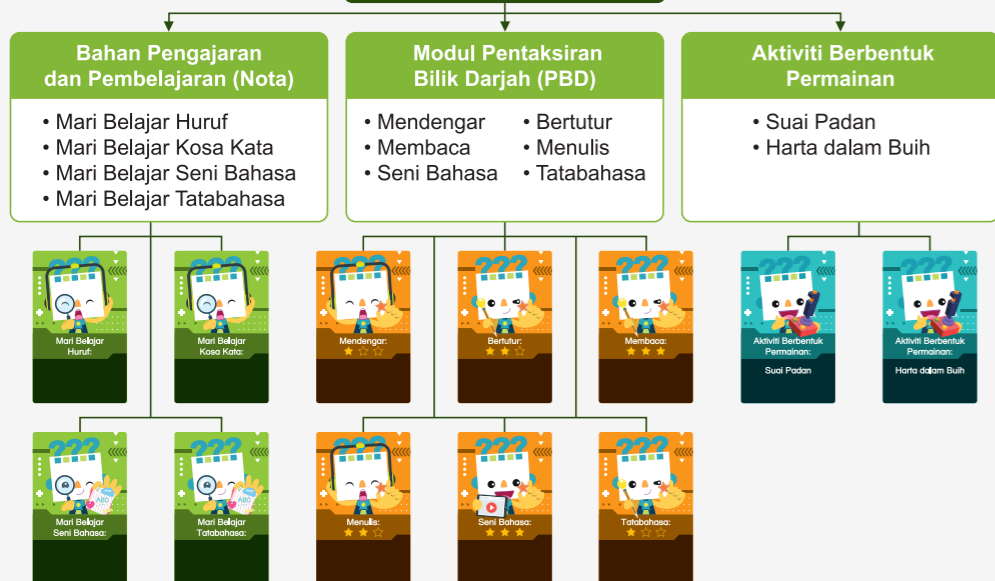 Bahan Pengajaran
dan Pembelajaran (Nota)
• Mari Belajar Huruf
• Mari Belajar Kosa Kata
• Mari Belajar Seni Bahasa
• Mari Belajar Tatabahasa
Modul Pentaksiran
Bilik Darjah (PBD)
• Mendengar
• Membaca
• Seni Bahasa
• Bertutur
• Menulis
• Tatabahasa
Aktiviti Berbentuk
Permainan
• Suai Padan
• Harta dalam Buih
???
Mari Belajar
Huruf:
???
Mari Belajar
Kosa Kata:
???
Mendengar:
???
Bertutur:
???
Membaca:
???
Aktiviti Berbentuk
Permainan:
Suai Padan
???
Aktiviti Berbentuk
Permainan:
Harta dalam Buih
???
ABD
Mari Belajar
Seni Bahasa:
???
ABD
Mari Belajar
Tatabahasa:
???
Menulis:
???
Seni Bahasa:
???
Tatabahasa: